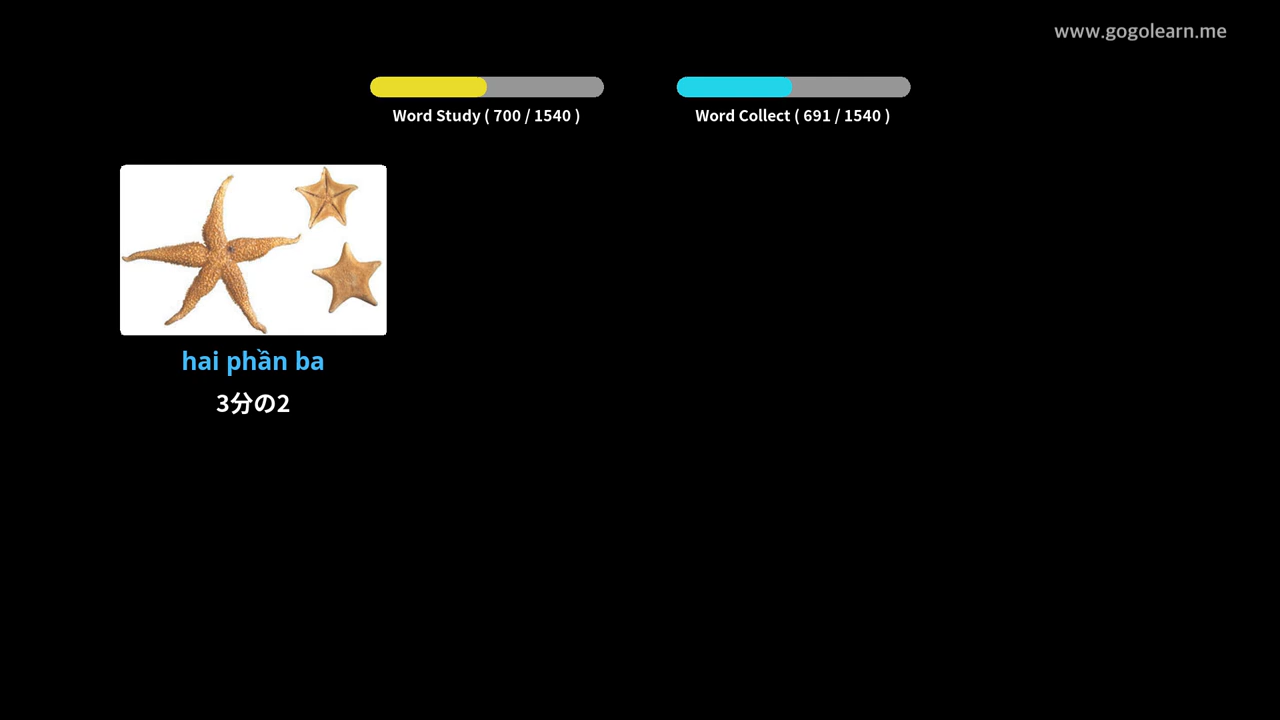 www.gogolearn.me
Word Study ( 700 / 1540 )
Word Collect ( 691 / 1540 )
hai phần ba
3分の2